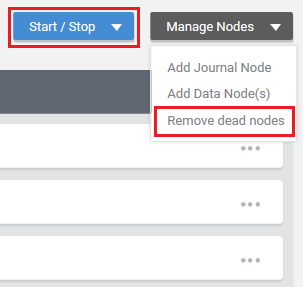 Start / Stop
Manage Nodes
Add Journal Node
Add Data Node(s)
Remove dead nodes